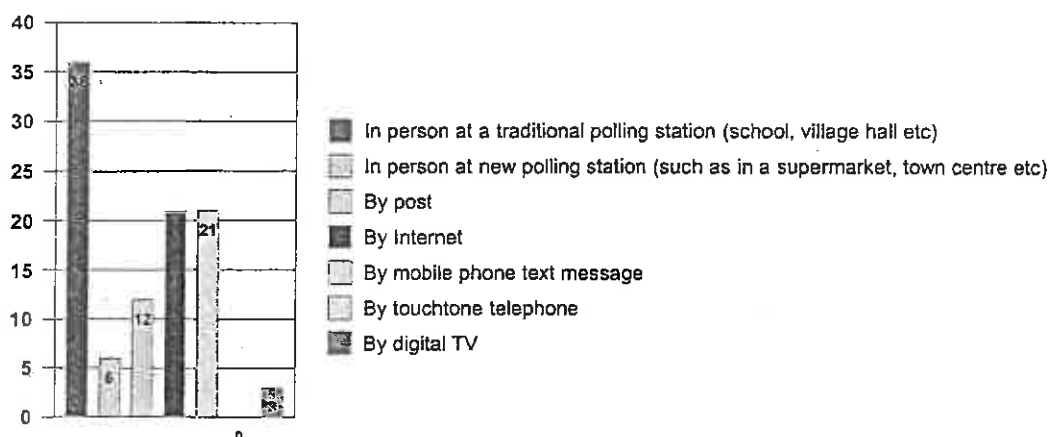 40
35
30
25
20
15
10
5
0
36
6
12
21
0
In person at a traditional polling station (school, village hall etc)
In person at new polling station (such as in a supermarket, town centre etc)
By post
By Internet
By mobile phone text message
By touchtone telephone
By digital TV